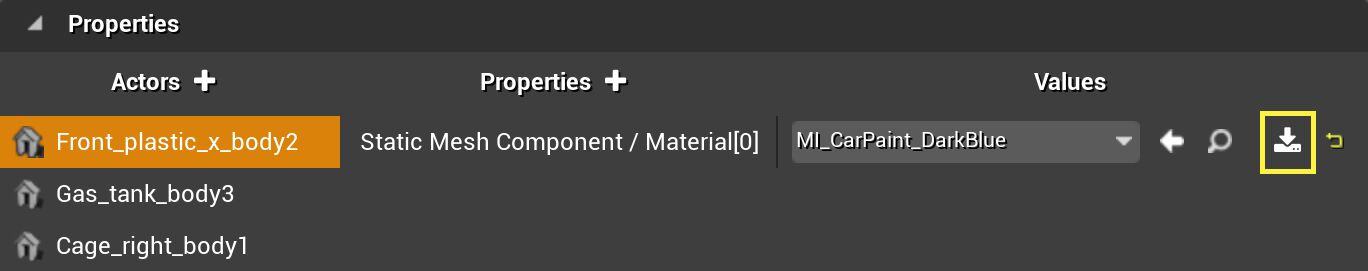 Properties
Actors + Properties + Values
Front_plastic_x_body2 Static Mesh Component / Material[0] MI_CarPaint_DarkBlue
Gas_tank_body3
Cage_right_body1